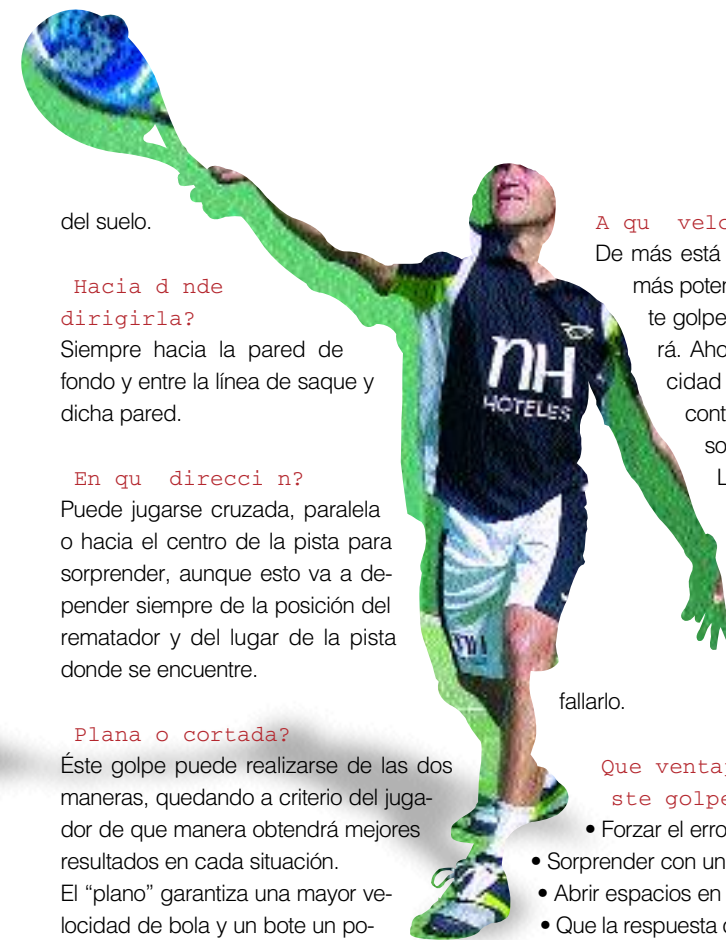 del suelo.
Hacia d nde
dirigirla?
Siempre hacia la pared de
fondo y entre la línea de saque y
dicha pared.
En qu direcci n?
Puede jugarse cruzada, paralela
o hacia el centro de la pista para
sorprender, aunque esto va a de-
pender siempre de la posición del
rematador y del lugar de la pista
donde se encuentre.
Plana o cortada?
Éste golpe puede realizarse de las dos
maneras, quedando a criterio del juga-
dor de que manera obtendrá mejores
resultados en cada situación.
El “plano” garantiza una mayor ve-
locidad de bola y un bote un po-
nH
HOTELES
nH
A qu velo
De más está
más poten
te golpe
rá. Aho
cidad
cont
so
L
fallarlo.
Que venta
ste golpe
• Forzar el erro
• Sorprender con un
• Abrir espacios en
• Que la respuesta